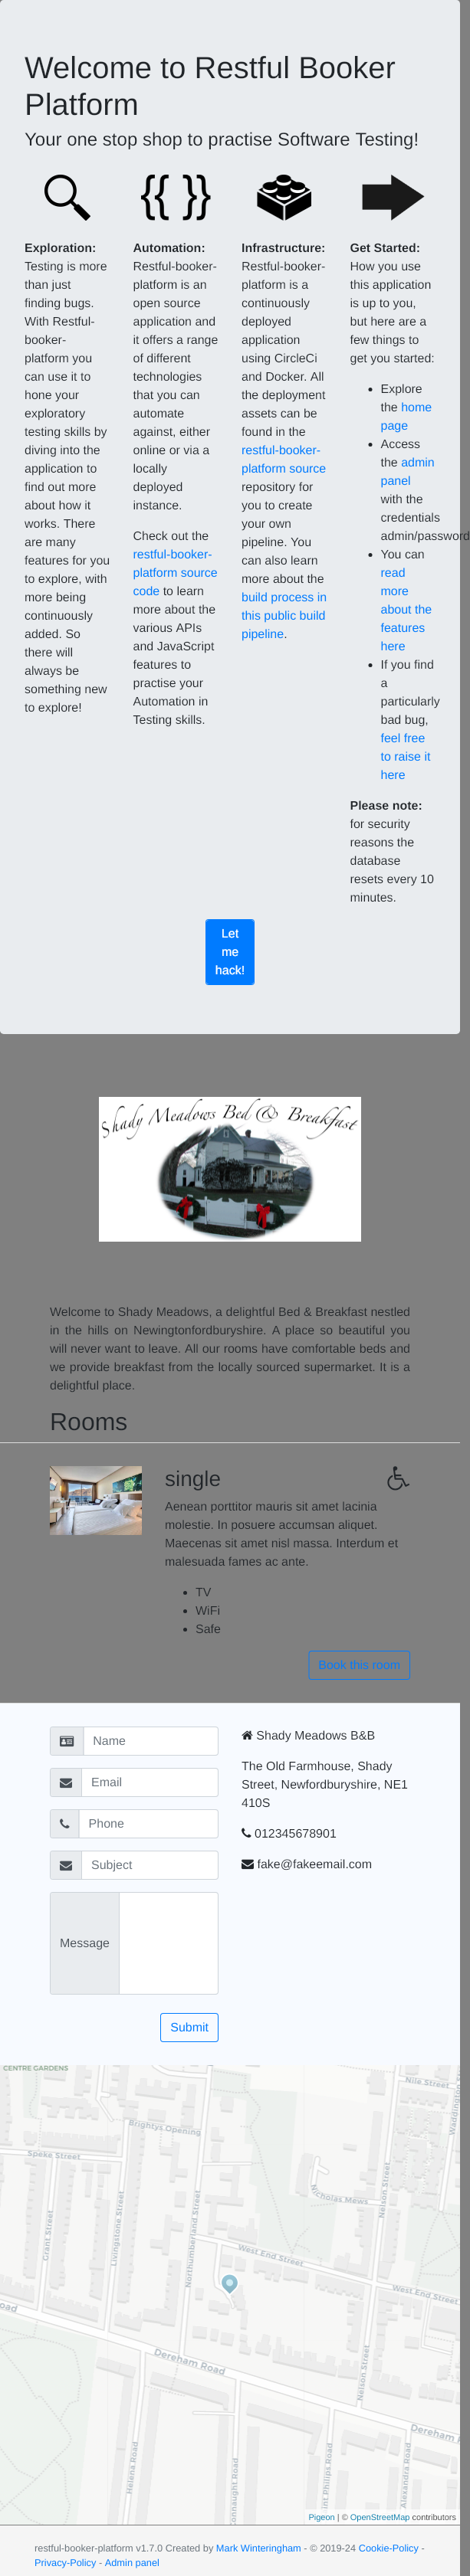 Welcome to Restful Booker
Platform
Your one stop shop to practise Software Testing!
Exploration:
Testing is more
than just
finding bugs.
With Restful-
booker-
platform you
can use it to
hone your
exploratory
testing skills by
diving into the
application to
find out more
about how it
works. There
are many
features for you
to explore, with
more being
continuously
added. So
there will
always be
something new
to explore!
Automation:
Restful-booker-
platform is an
open source
application and
it offers a range
of different
technologies
that you can
automate
against, either
online or via a
locally
deployed
instance.
Check out the
restful-booker-
platform source
code to learn
more about the
various APIs
and JavaScript
features to
practise your
Automation in
Testing skills.
Infrastructure:
Restful-booker-
platform is a
continuously
deployed
application
using CircleCi
and Docker. All
the deployment
assets can be
found in the
restful-booker-
platform source
repository for
you to create
your own
pipeline. You
can also learn
more about the
build process in
this public build
pipeline.
Get Started:
How you use
this application
is up to you,
but here are a
few things to
get you started:
Explore
the home
page
Access
the admin
panel
with the
credentials
admin/password
You can
read
more
about the
features
here
If you find
a
particularly
bad bug,
feel free
to raise it
here
Please note:
for security
reasons the
database
resets every 10
minutes.
Let
me
hack!
Shady Meadows Bed & Breakfast
Welcome to Shady Meadows, a delightful Bed & Breakfast nestled
in the hills on Newingtonfordburyshire. A place so beautiful you
will never want to leave. All our rooms have comfortable beds and
we provide breakfast from the locally sourced supermarket. It is a
delightful place.
Rooms
single
Aenean porttitor mauris sit amet lacinia
molestie. In posuere accumsan aliquet.
Maecenas sit amet nisl massa. Interdum et
malesuada fames ac ante.
TV
WiFi
Safe
Book this room
Name
Email
Phone
Subject
Message
Submit
Shady Meadows B&B
The Old Farmhouse, Shady
Street, Newfordburyshire, NE1
410S
012345678901
fake@fakeemail.com
CENTRE GARDENS
Nile Street
Brightys Opening
Speke Street
Nicholas Mews
Nelson Street
Grant Street
Livingstone Street
Northumberland Street
West End Street
West End Street
Dereham Road
Nelson Street
Helena Road
Connaught Road
Alexandra Road
Pigeon | © OpenStreetMap contributors
restful-booker-platform v1.7.0 Created by Mark Winteringham - © 2019-24 Cookie-Policy -
Privacy-Policy - Admin panel